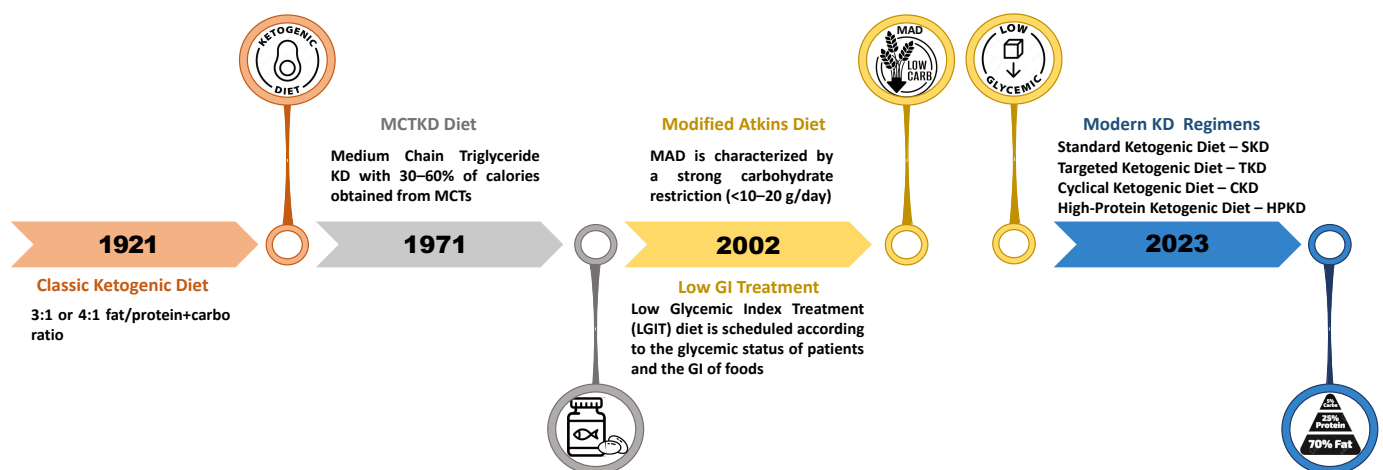 KETOGENIC
DIET
1921
Classic Ketogenic Diet
3:1 or 4:1 fat/protein+carbo
ratio
MCTKD Diet
Medium Chain Triglyceride
KD with 30–60% of calories
obtained from MCTs
1971
Modified Atkins Diet
MAD is characterized by
a strong carbohydrate
restriction (<10–20 g/day)
2002
Low GI Treatment
Low Glycemic Index Treatment
(LGIT) diet is scheduled according
to the glycemic status of patients
and the GI of foods
MAD
LOW
CARB
LOW
GLYCEMIC
Modern KD Regimens
Standard Ketogenic Diet – SKD
Targeted Ketogenic Diet – TKD
Cyclical Ketogenic Diet – CKD
High-Protein Ketogenic Diet – HPKD
2023
5%
Carbs
25%
Protein
70% Fat